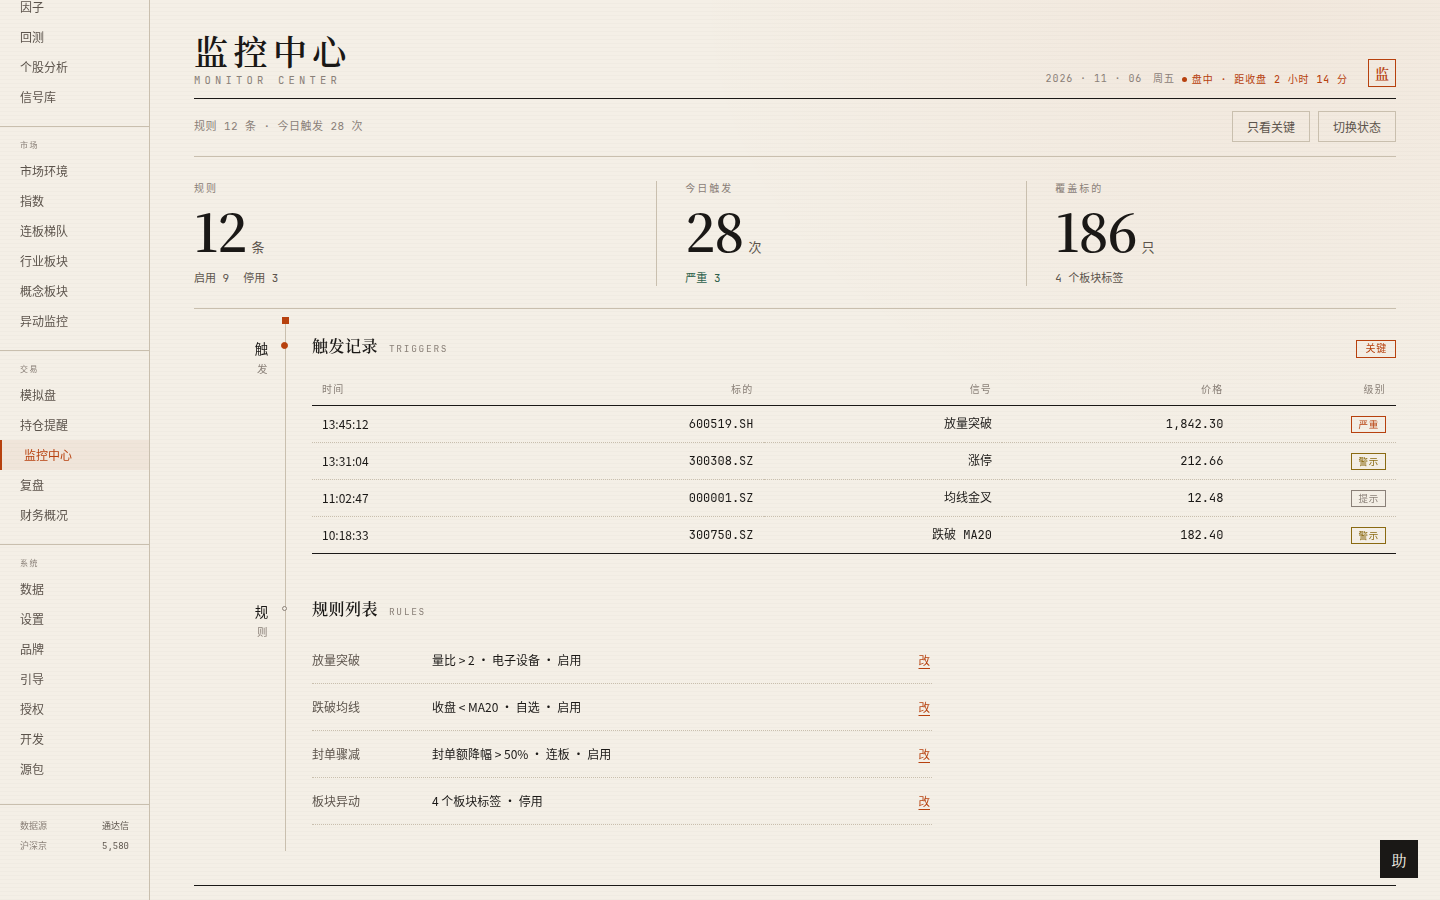 因子
回测
个股分析
信号库
市场
市场环境
指数
连板梯队
行业板块
概念板块
异动监控
交易
模拟盘
持仓提醒
监控中心
复盘
财务概况
系统
数据
设置
品牌
引导
授权
开发
源包
数据源 通达信
沪深京 5,580
监控中心
MONITOR CENTER
2026 · 11 · 06 周五 盘中 · 距收盘 2 小时 14 分
监
规则 12 条 · 今日触发 28 次
只看关键 切换状态
规则
12 条
启用 9 停用 3
今日触发
28 次
严重 3
覆盖标的
186 只
4 个板块标签
触
发
触发记录 TRIGGERS
关键
时间 标的 信号 价格 级别
13:45:12 600519.SH 放量突破 1,842.30 严重
13:31:04 300308.SZ 涨停 212.66 警示
11:02:47 000001.SZ 均线金叉 12.48 提示
10:18:33 300750.SZ 跌破 MA20 182.40 警示
规
则
规则列表 RULES
放量突破 量比 > 2 · 电子设备 · 启用 改
跌破均线 收盘 < MA20 · 自选 · 启用 改
封单骤减 封单额降幅 > 50% · 连板 · 启用 改
板块异动 4 个板块标签 · 停用 改
助